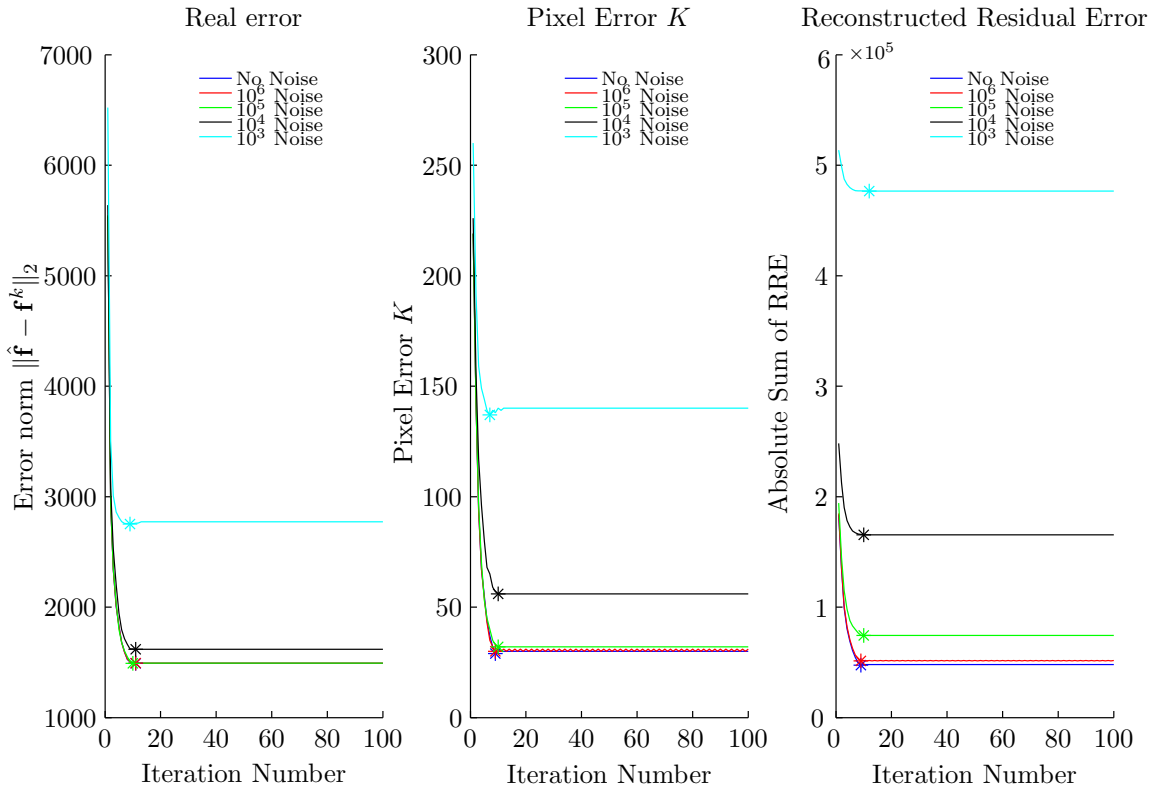 Real error
7000
6000
5000
4000
3000
2000
1000
0 20 40 60 80 100
Error norm ||f̂ − f^k||₂
Iteration Number
No Noise
10^6 Noise
10^5 Noise
10^4 Noise
10^3 Noise
Pixel Error K
300
250
200
150
100
50
0
0 20 40 60 80 100
Pixel Error K
Iteration Number
No Noise
10^6 Noise
10^5 Noise
10^4 Noise
10^3 Noise
Reconstructed Residual Error
×10^5
6
5
4
3
2
1
0
0 20 40 60 80 100
Absolute Sum of RRE
Iteration Number
No Noise
10^6 Noise
10^5 Noise
10^4 Noise
10^3 Noise